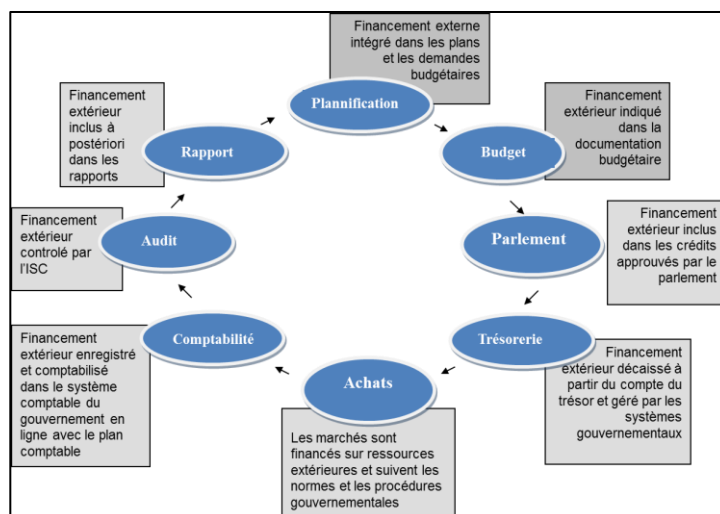 Financement externe
intégré dans les plans
et les demandes
budgétaires
Plannification
Financement
extérieur indiqué
dans la
documentation
budgétaire
Budget
Financement
extérieur inclus
dans les crédits
approuvés par le
parlement
Parlement
Financement
extérieur décaissé à
partir du compte du
trésor et géré par les
systèmes
gouvernementaux
Trésorerie
Achats
Les marchés sont
financés sur ressources
extérieures et suivent les
normes et les procédures
gouvernementales
Comptabilité
Financement
extérieur enregistré
et comptabilisé
dans le système
comptable du
gouvernement en
ligne avec le plan
comptable
Audit
Financement
extérieur
controlé par
l'ISC
Rapport
Financement
extérieur
inclus à
postériori
dans les
rapports